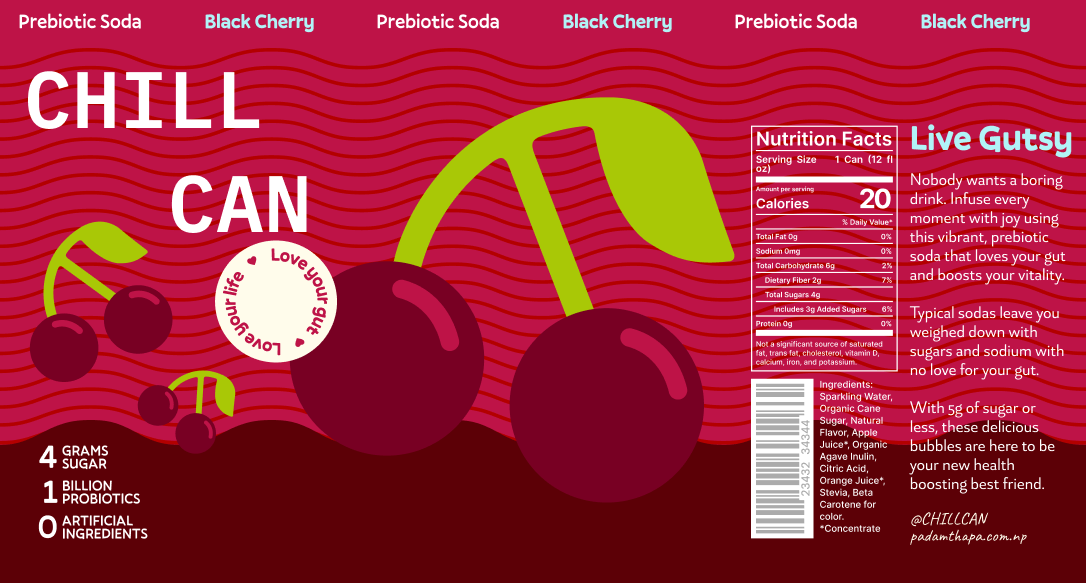 Prebiotic Soda Black Cherry Prebiotic Soda Black Cherry Prebiotic Soda Black Cherry
CHILL
CAN
Love your gut ♥ Love your life ♥
4 GRAMS
SUGAR
1 BILLION
PROBIOTICS
0 ARTIFICIAL
INGREDIENTS
Nutrition Facts
Serving Size 1 Can (12 fl
oz)
Amount per serving
Calories 20
% Daily Value*
Total Fat 0g 0%
Sodium 0mg 0%
Total Carbohydrate 6g 2%
Dietary Fiber 2g 7%
Total Sugars 4g
Includes 3g Added Sugars 6%
Protein 0g 0%
Not a significant source of saturated
fat, trans fat, cholesterol, vitamin D,
calcium, iron, and potassium.
23432 34344
Ingredients:
Sparkling Water,
Organic Cane
Sugar, Natural
Flavor, Apple
Juice*, Organic
Agave Inulin,
Citric Acid,
Orange Juice*,
Stevia, Beta
Carotene for
color.
*Concentrate
Live Gutsy
Nobody wants a boring
drink. Infuse every
moment with joy using
this vibrant, prebiotic
soda that loves your gut
and boosts your vitality.
Typical sodas leave you
weighed down with
sugars and sodium with
no love for your gut.
With 5g of sugar or
less, these delicious
bubbles are here to be
your new health
boosting best friend.
@CHILLCAN
padamthapa.com.np